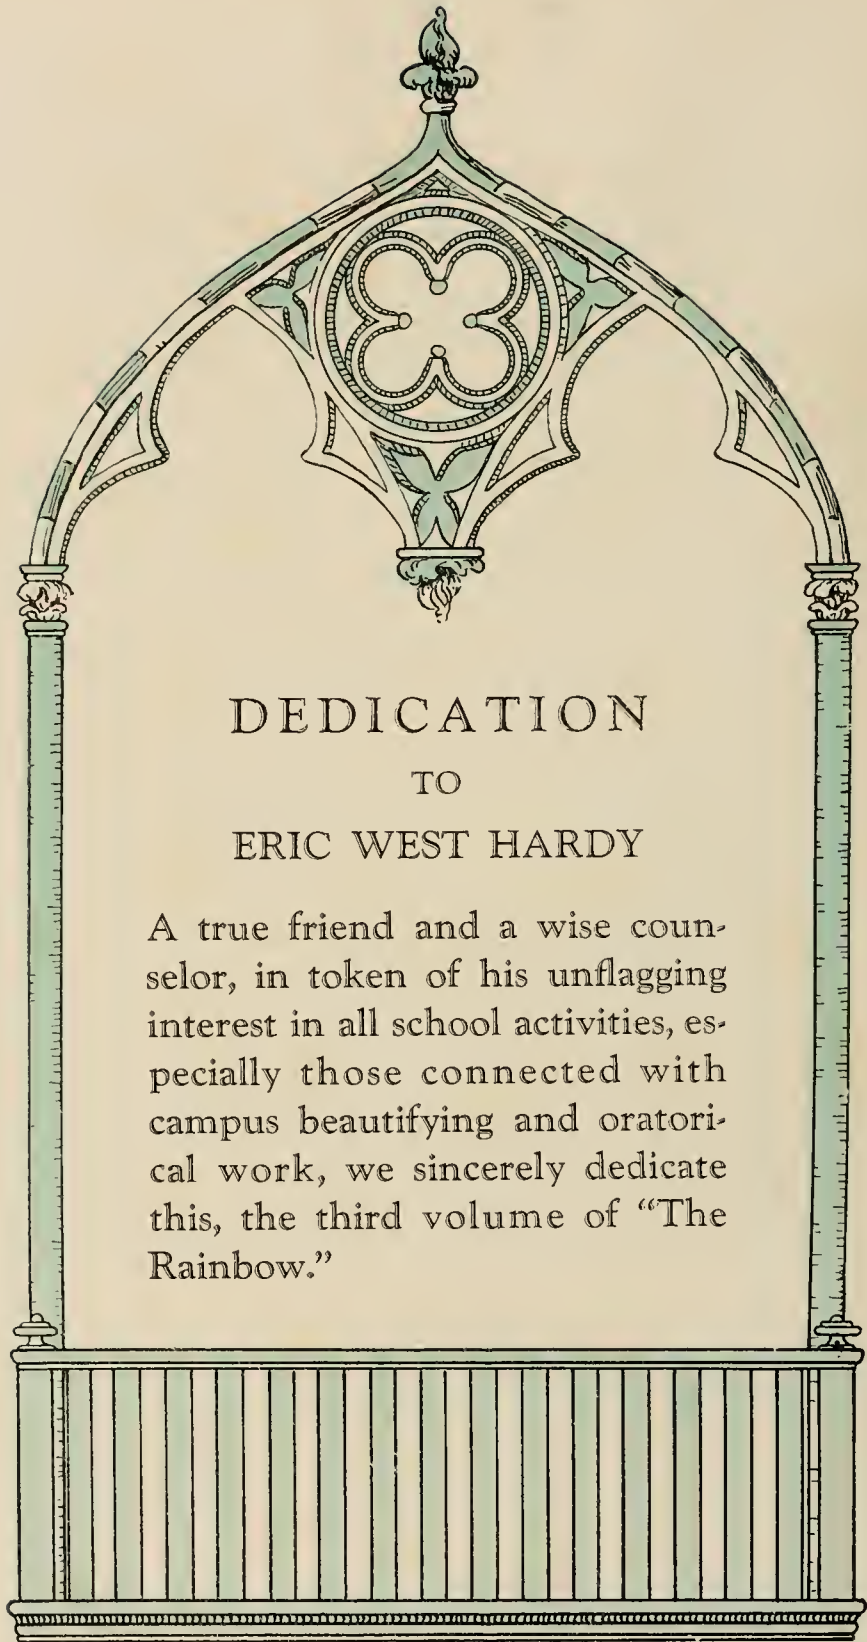 DEDICATION
TO
ERIC WEST HARDY
A true friend and a wise coun-
selor, in token of his unflagging
interest in all school activities, es-
pecially those connected with
campus beautifying and oratori-
cal work, we sincerely dedicate
this, the third volume of “The
Rainbow.”